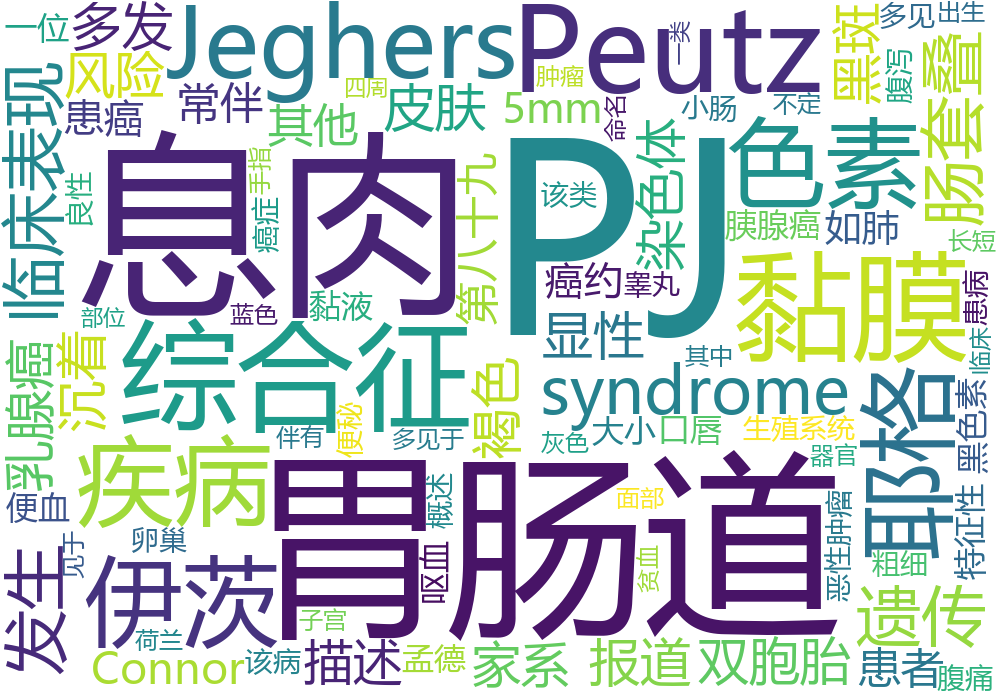 一位
多发
Jeghers
Peutz
一类
黑斑
多见
出生
风险
四周
肿瘤
腹泻
肠套叠
患癌
常伴
其他
皮肤
5mm
命名
小肠
不定
临床表现
息肉
PJ
色素
良性
手指
癌症
第八十九
该类
染色体
胰腺癌
如肺
长短
部位
蓝色
黏液
癌约
睾丸
黏膜
患病
乳腺癌
沉着
综合征
褐色
显性
其中
临床
syndrome
耶格
黑色素
伴有
便秘
多见于
灰色
大小
口唇
生殖系统
器官
疾病
胃肠道
概述
面部
恶性肿瘤
特征性
便血
见于
卵巢
呕血
贫血
粗细
发生
伊茨
子宫
遗传
荷兰
Connor
该病
描述
孟德
家系
报道
双胞胎
患者
腹痛